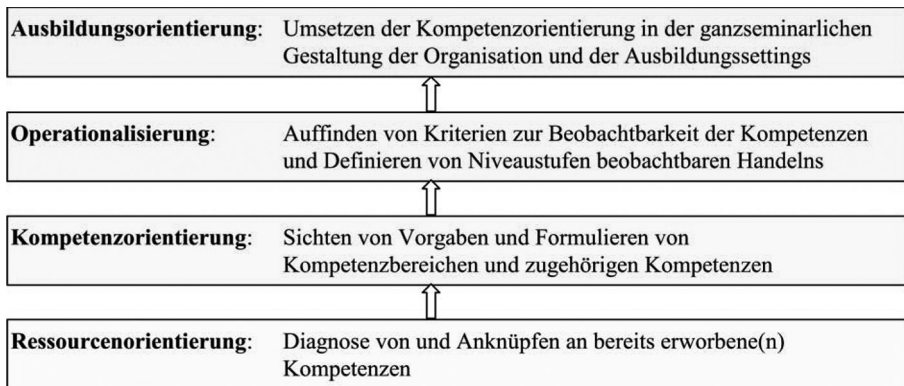 Ausbildungsorientierung: Umsetzen der Kompetenzorientierung in der ganzseminarlichen
Gestaltung der Organisation und der Ausbildungssettings
Operationalisierung: Auffinden von Kriterien zur Beobachtbarkeit der Kompetenzen
und Definieren von Niveaustufen beobachtbaren Handelns
Kompetenzorientierung: Sichten von Vorgaben und Formulieren von
Kompetenzbereichen und zugehörigen Kompetenzen
Ressourcenorientierung: Diagnose von und Anknüpfen an bereits erworbene(n)
Kompetenzen